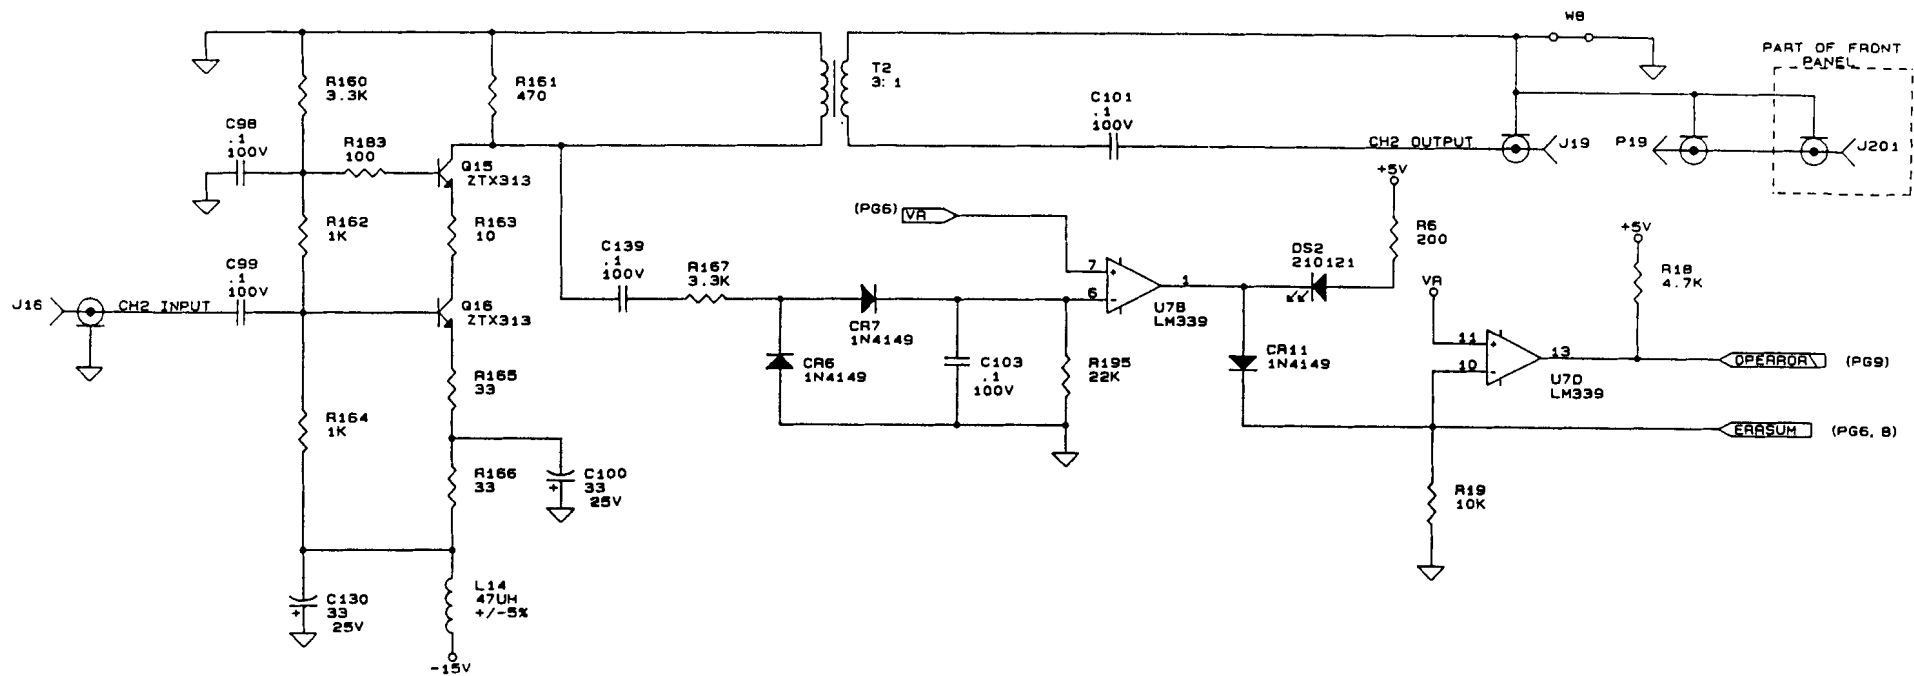 W8
PART OF FRONT
PANEL
R160
3.3K
R161
470
T2
3:1
C101
.1
100V
C98
.1
100V
R183
100
Q15
ZTX313
CH2 OUTPUT
J19
P19
J201
+5V
(PG6)
VR
R162
1K
R163
10
R6
200
+5V
C139
.1
100V
R167
3.3K
DS2
210121
R18
4.7K
C99
.1
100V
J16
CH2 INPUT
Q16
ZTX313
7
+
6
-
1
U7B
LM339
VR
CR7
1N4149
CR6
1N4149
C103
.1
100V
R195
22K
CR11
1N4149
11
+
10
-
13
U7D
LM339
OPERROR\
(PG9)
R165
33
R164
1K
ERRSUM
(PG6, 8)
R166
33
C100
33
25V
+
R19
10K
C130
33
25V
+
L14
47UH
+/-5%
-15V